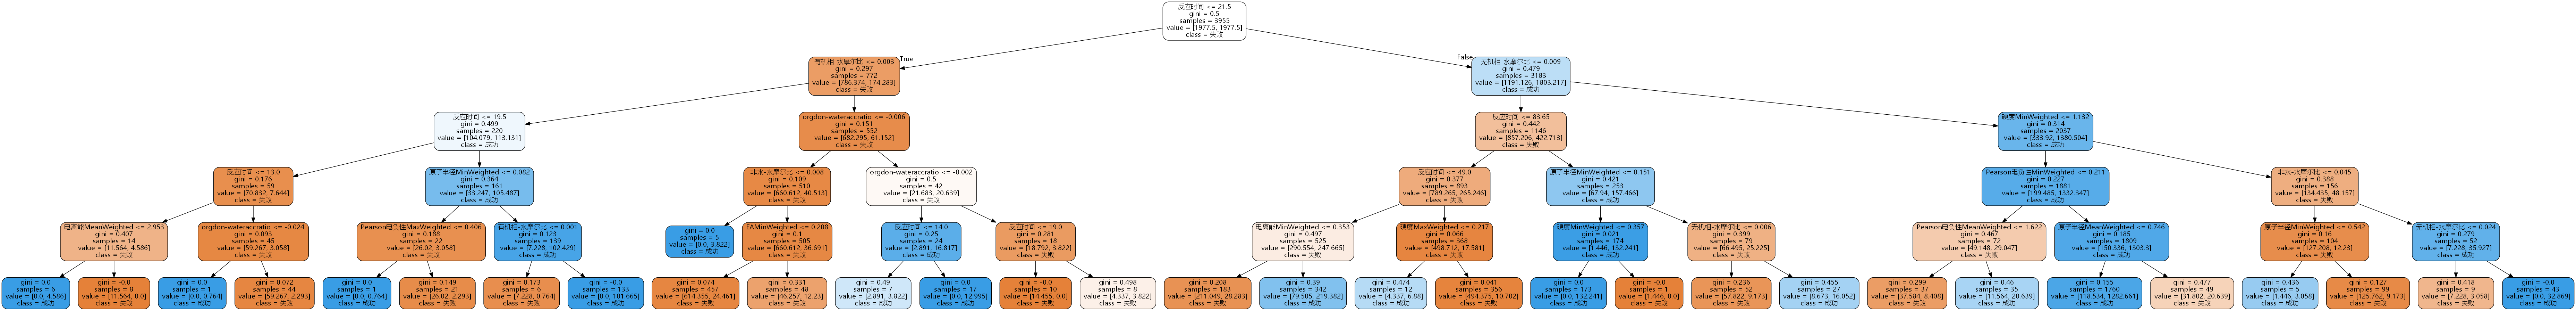 反应时间 <= 21.5
gini = 0.5
samples = 3955
value = [1977.5, 1977.5]
class = 失败
True
False
有机相-水摩尔比 <= 0.003
gini = 0.297
samples = 772
value = [786.374, 174.283]
class = 失败
无机相-水摩尔比 <= 0.009
gini = 0.479
samples = 3183
value = [1191.126, 1803.217]
class = 成功
反应时间 <= 19.5
gini = 0.499
samples = 220
value = [104.079, 113.131]
class = 成功
orgdon-wateraccratio <= -0.006
gini = 0.151
samples = 552
value = [682.295, 61.152]
class = 失败
反应时间 <= 83.65
gini = 0.442
samples = 1146
value = [857.206, 422.713]
class = 失败
硬度MinWeighted <= 1.132
gini = 0.314
samples = 2037
value = [333.92, 1380.504]
class = 成功
反应时间 <= 13.0
gini = 0.176
samples = 59
value = [70.832, 7.644]
class = 失败
原子半径MinWeighted <= 0.082
gini = 0.364
samples = 161
value = [33.247, 105.487]
class = 成功
非水-水摩尔比 <= 0.008
gini = 0.109
samples = 510
value = [660.612, 40.513]
class = 失败
orgdon-wateraccratio <= -0.002
gini = 0.5
samples = 42
value = [21.683, 20.639]
class = 失败
反应时间 <= 49.0
gini = 0.377
samples = 893
value = [789.265, 265.246]
class = 失败
原子半径MinWeighted <= 0.151
gini = 0.421
samples = 253
value = [67.94, 157.466]
class = 成功
Pearson电负性MinWeighted <= 0.211
gini = 0.227
samples = 1881
value = [199.485, 1332.347]
class = 成功
非水-水摩尔比 <= 0.045
gini = 0.388
samples = 156
value = [134.435, 48.157]
class = 失败
电离能MeanWeighted <= 2.953
gini = 0.407
samples = 14
value = [11.564, 4.586]
class = 失败
orgdon-wateraccratio <= -0.024
gini = 0.093
samples = 45
value = [59.267, 3.058]
class = 失败
Pearson电负性MaxWeighted <= 0.406
gini = 0.188
samples = 22
value = [26.02, 3.058]
class = 失败
有机相-水摩尔比 <= 0.001
gini = 0.123
samples = 139
value = [7.228, 102.429]
class = 成功
gini = 0.0
samples = 5
value = [0.0, 3.822]
class = 成功
EAMinWeighted <= 0.208
gini = 0.1
samples = 505
value = [660.612, 36.691]
class = 失败
反应时间 <= 14.0
gini = 0.25
samples = 24
value = [2.891, 16.817]
class = 成功
反应时间 <= 19.0
gini = 0.281
samples = 18
value = [18.792, 3.822]
class = 失败
电离能MinWeighted <= 0.353
gini = 0.497
samples = 525
value = [290.554, 247.665]
class = 失败
硬度MaxWeighted <= 0.217
gini = 0.066
samples = 368
value = [498.712, 17.581]
class = 失败
硬度MinWeighted <= 0.357
gini = 0.021
samples = 174
value = [1.446, 132.241]
class = 成功
无机相-水摩尔比 <= 0.006
gini = 0.399
samples = 79
value = [66.495, 25.225]
class = 失败
Pearson电负性MeanWeighted <= 1.622
gini = 0.467
samples = 72
value = [49.148, 29.047]
class = 失败
原子半径MeanWeighted <= 0.746
gini = 0.185
samples = 1809
value = [150.336, 1303.3]
class = 成功
原子半径MinWeighted <= 0.542
gini = 0.16
samples = 104
value = [127.208, 12.23]
class = 失败
无机相-水摩尔比 <= 0.024
gini = 0.279
samples = 52
value = [7.228, 35.927]
class = 成功
gini = 0.0
samples = 6
value = [0.0, 4.586]
class = 成功
gini = -0.0
samples = 8
value = [11.564, 0.0]
class = 失败
gini = 0.0
samples = 1
value = [0.0, 0.764]
class = 成功
gini = 0.072
samples = 44
value = [59.267, 2.293]
class = 失败
gini = 0.0
samples = 1
value = [0.0, 0.764]
class = 成功
gini = 0.149
samples = 21
value = [26.02, 2.293]
class = 失败
gini = 0.173
samples = 6
value = [7.228, 0.764]
class = 失败
gini = -0.0
samples = 133
value = [0.0, 101.665]
class = 成功
gini = 0.074
samples = 457
value = [614.355, 24.461]
class = 失败
gini = 0.331
samples = 48
value = [46.257, 12.23]
class = 失败
gini = 0.49
samples = 7
value = [2.891, 3.822]
class = 成功
gini = 0.0
samples = 17
value = [0.0, 12.995]
class = 成功
gini = -0.0
samples = 10
value = [14.455, 0.0]
class = 失败
gini = 0.498
samples = 8
value = [4.337, 3.822]
class = 失败
gini = 0.208
samples = 183
value = [211.049, 28.283]
class = 失败
gini = 0.39
samples = 342
value = [79.505, 219.382]
class = 成功
gini = 0.474
samples = 12
value = [4.337, 6.88]
class = 成功
gini = 0.041
samples = 356
value = [494.375, 10.702]
class = 失败
gini = 0.0
samples = 173
value = [0.0, 132.241]
class = 成功
gini = -0.0
samples = 1
value = [1.446, 0.0]
class = 失败
gini = 0.236
samples = 52
value = [57.822, 9.173]
class = 失败
gini = 0.455
samples = 27
value = [8.673, 16.052]
class = 成功
gini = 0.299
samples = 37
value = [37.584, 8.408]
class = 失败
gini = 0.46
samples = 35
value = [11.564, 20.639]
class = 成功
gini = 0.155
samples = 1760
value = [118.534, 1282.661]
class = 成功
gini = 0.477
samples = 49
value = [31.802, 20.639]
class = 失败
gini = 0.436
samples = 5
value = [1.446, 3.058]
class = 成功
gini = 0.127
samples = 99
value = [125.762, 9.173]
class = 失败
gini = 0.418
samples = 9
value = [7.228, 3.058]
class = 失败
gini = -0.0
samples = 43
value = [0.0, 32.869]
class = 成功